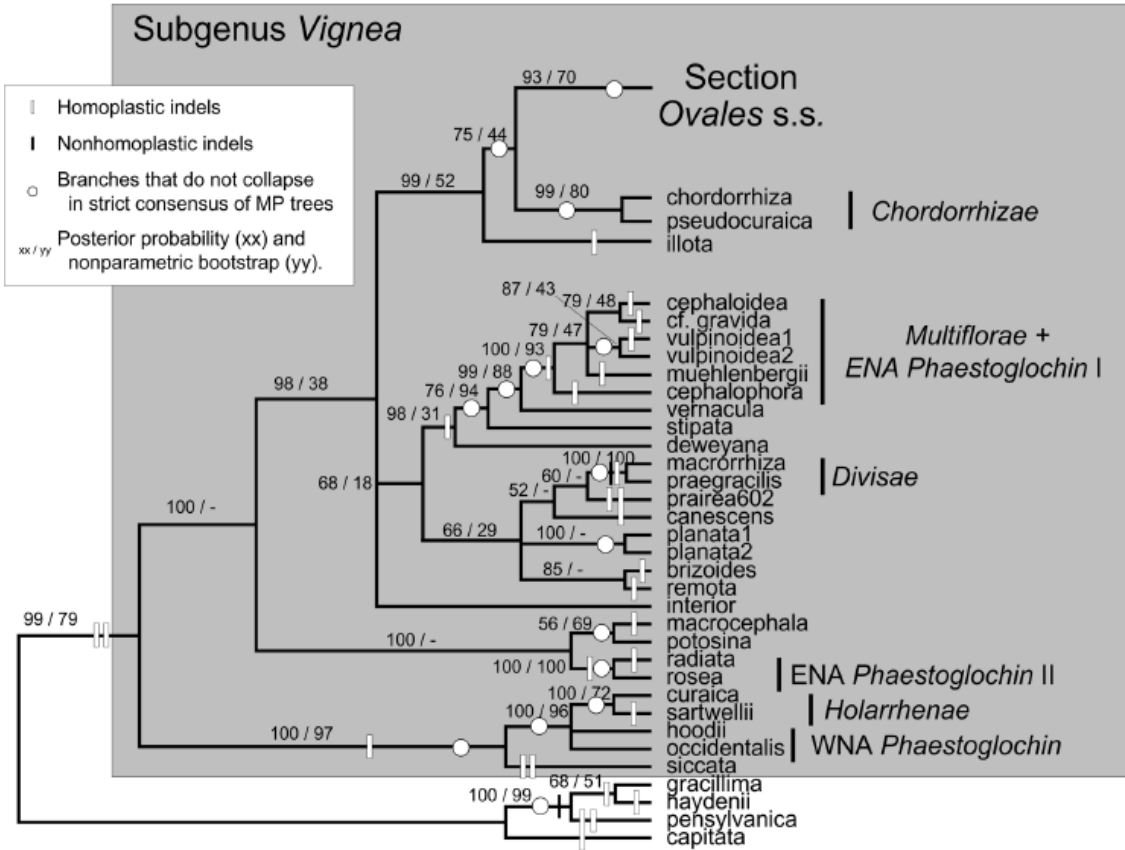 Subgenus Vignea
Homoplastic indels
Nonhomoplastic indels
Branches that do not collapse
in strict consensus of MP trees
xx / yy Posterior probability (xx) and
nonparametric bootstrap (yy).
93 / 70
Section
Ovales s.s.
75 / 44
99 / 52
99 / 80
chordorrhiza
pseudocuraica
Chordorrhizae
illota
87 / 43
79 / 48
cephaloidea
cf. gravida
79 / 47
vulpinoidea1
vulpinoidea2
Multiflorae +
ENA Phaestoglochin I
100 / 93
muehlenbergii
99 / 88
cephalophora
98 / 38
76 / 94
vernacula
98 / 31
stipata
deweyana
100 / 100
macrorrhiza
praegracilis
Divisae
68 / 18
60 / -
52 / -
prairea602
canescens
100 / -
66 / 29
100 / -
planata1
planata2
85 / -
brizoides
remota
interior
99 / 79
100 / -
56 / 69
macrocephala
potosina
100 / 100
radiata
rosea
ENA Phaestoglochin II
100 / 72
curaica
sartwellii
Holarrhenae
100 / 97
100 / 96
hoodii
occidentalis
WNA Phaestoglochin
siccata
68 / 51
gracillima
100 / 99
haydenii
pensylvanica
capitata